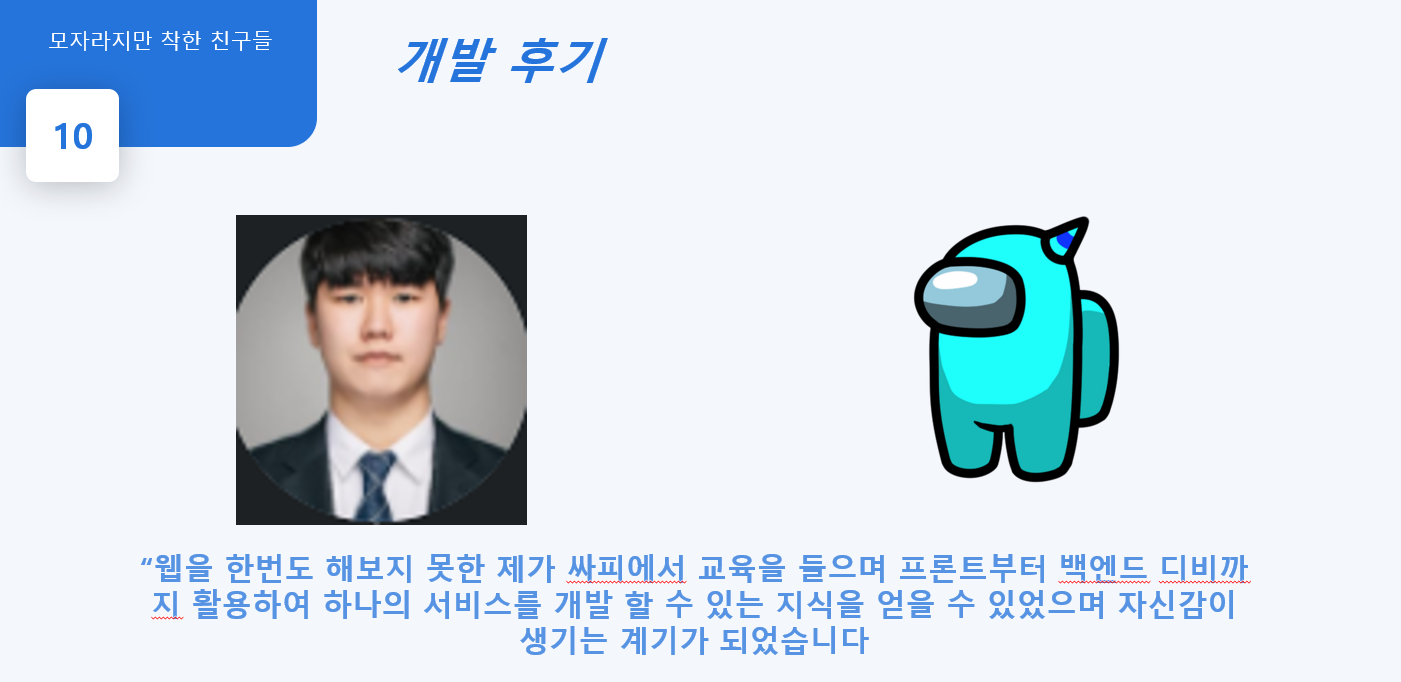 모자라지만 착한 친구들
개발 후기
10
“웹을 한번도 해보지 못한 제가 싸피에서 교육을 들으며 프론트부터 백엔드 디비까
지 활용하여 하나의 서비스를 개발 할 수 있는 지식을 얻을 수 있었으며 자신감이
생기는 계기가 되었습니다